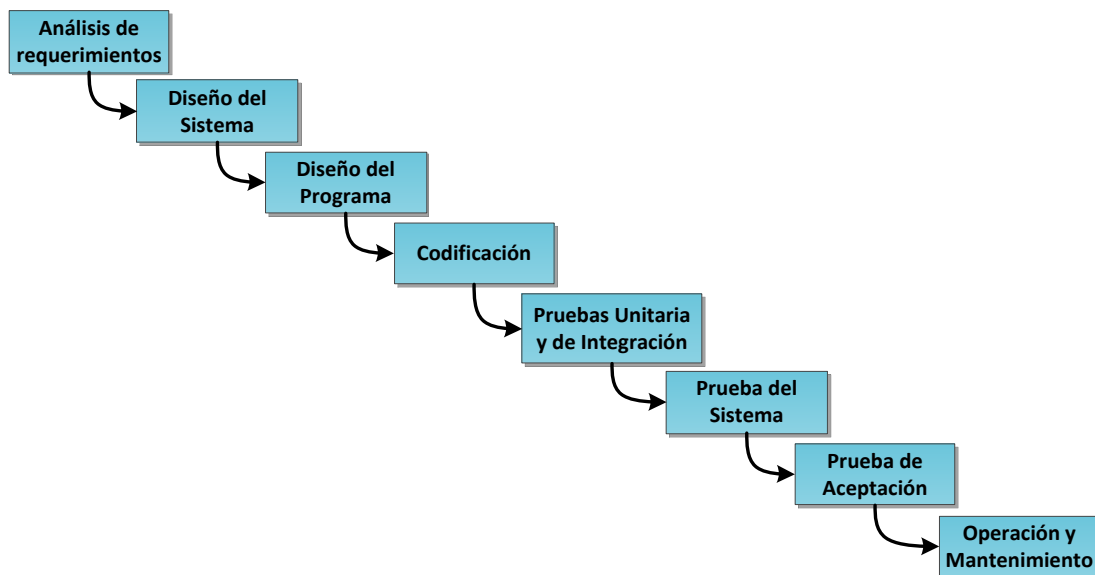 Análisis de
requerimientos
Diseño del
Sistema
Diseño del
Programa
Codificación
Pruebas Unitaria
y de Integración
Prueba del
Sistema
Prueba de
Aceptación
Operación y
Mantenimiento